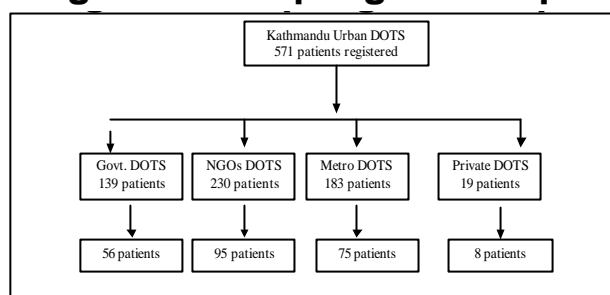 Kathmandu Urban DOTS
571 patients registered
Govt. DOTS
139 patients
NGOs DOTS
230 patients
Metro DOTS
183 patients
Private DOTS
19 patients
56 patients
95 patients
75 patients
8 patients